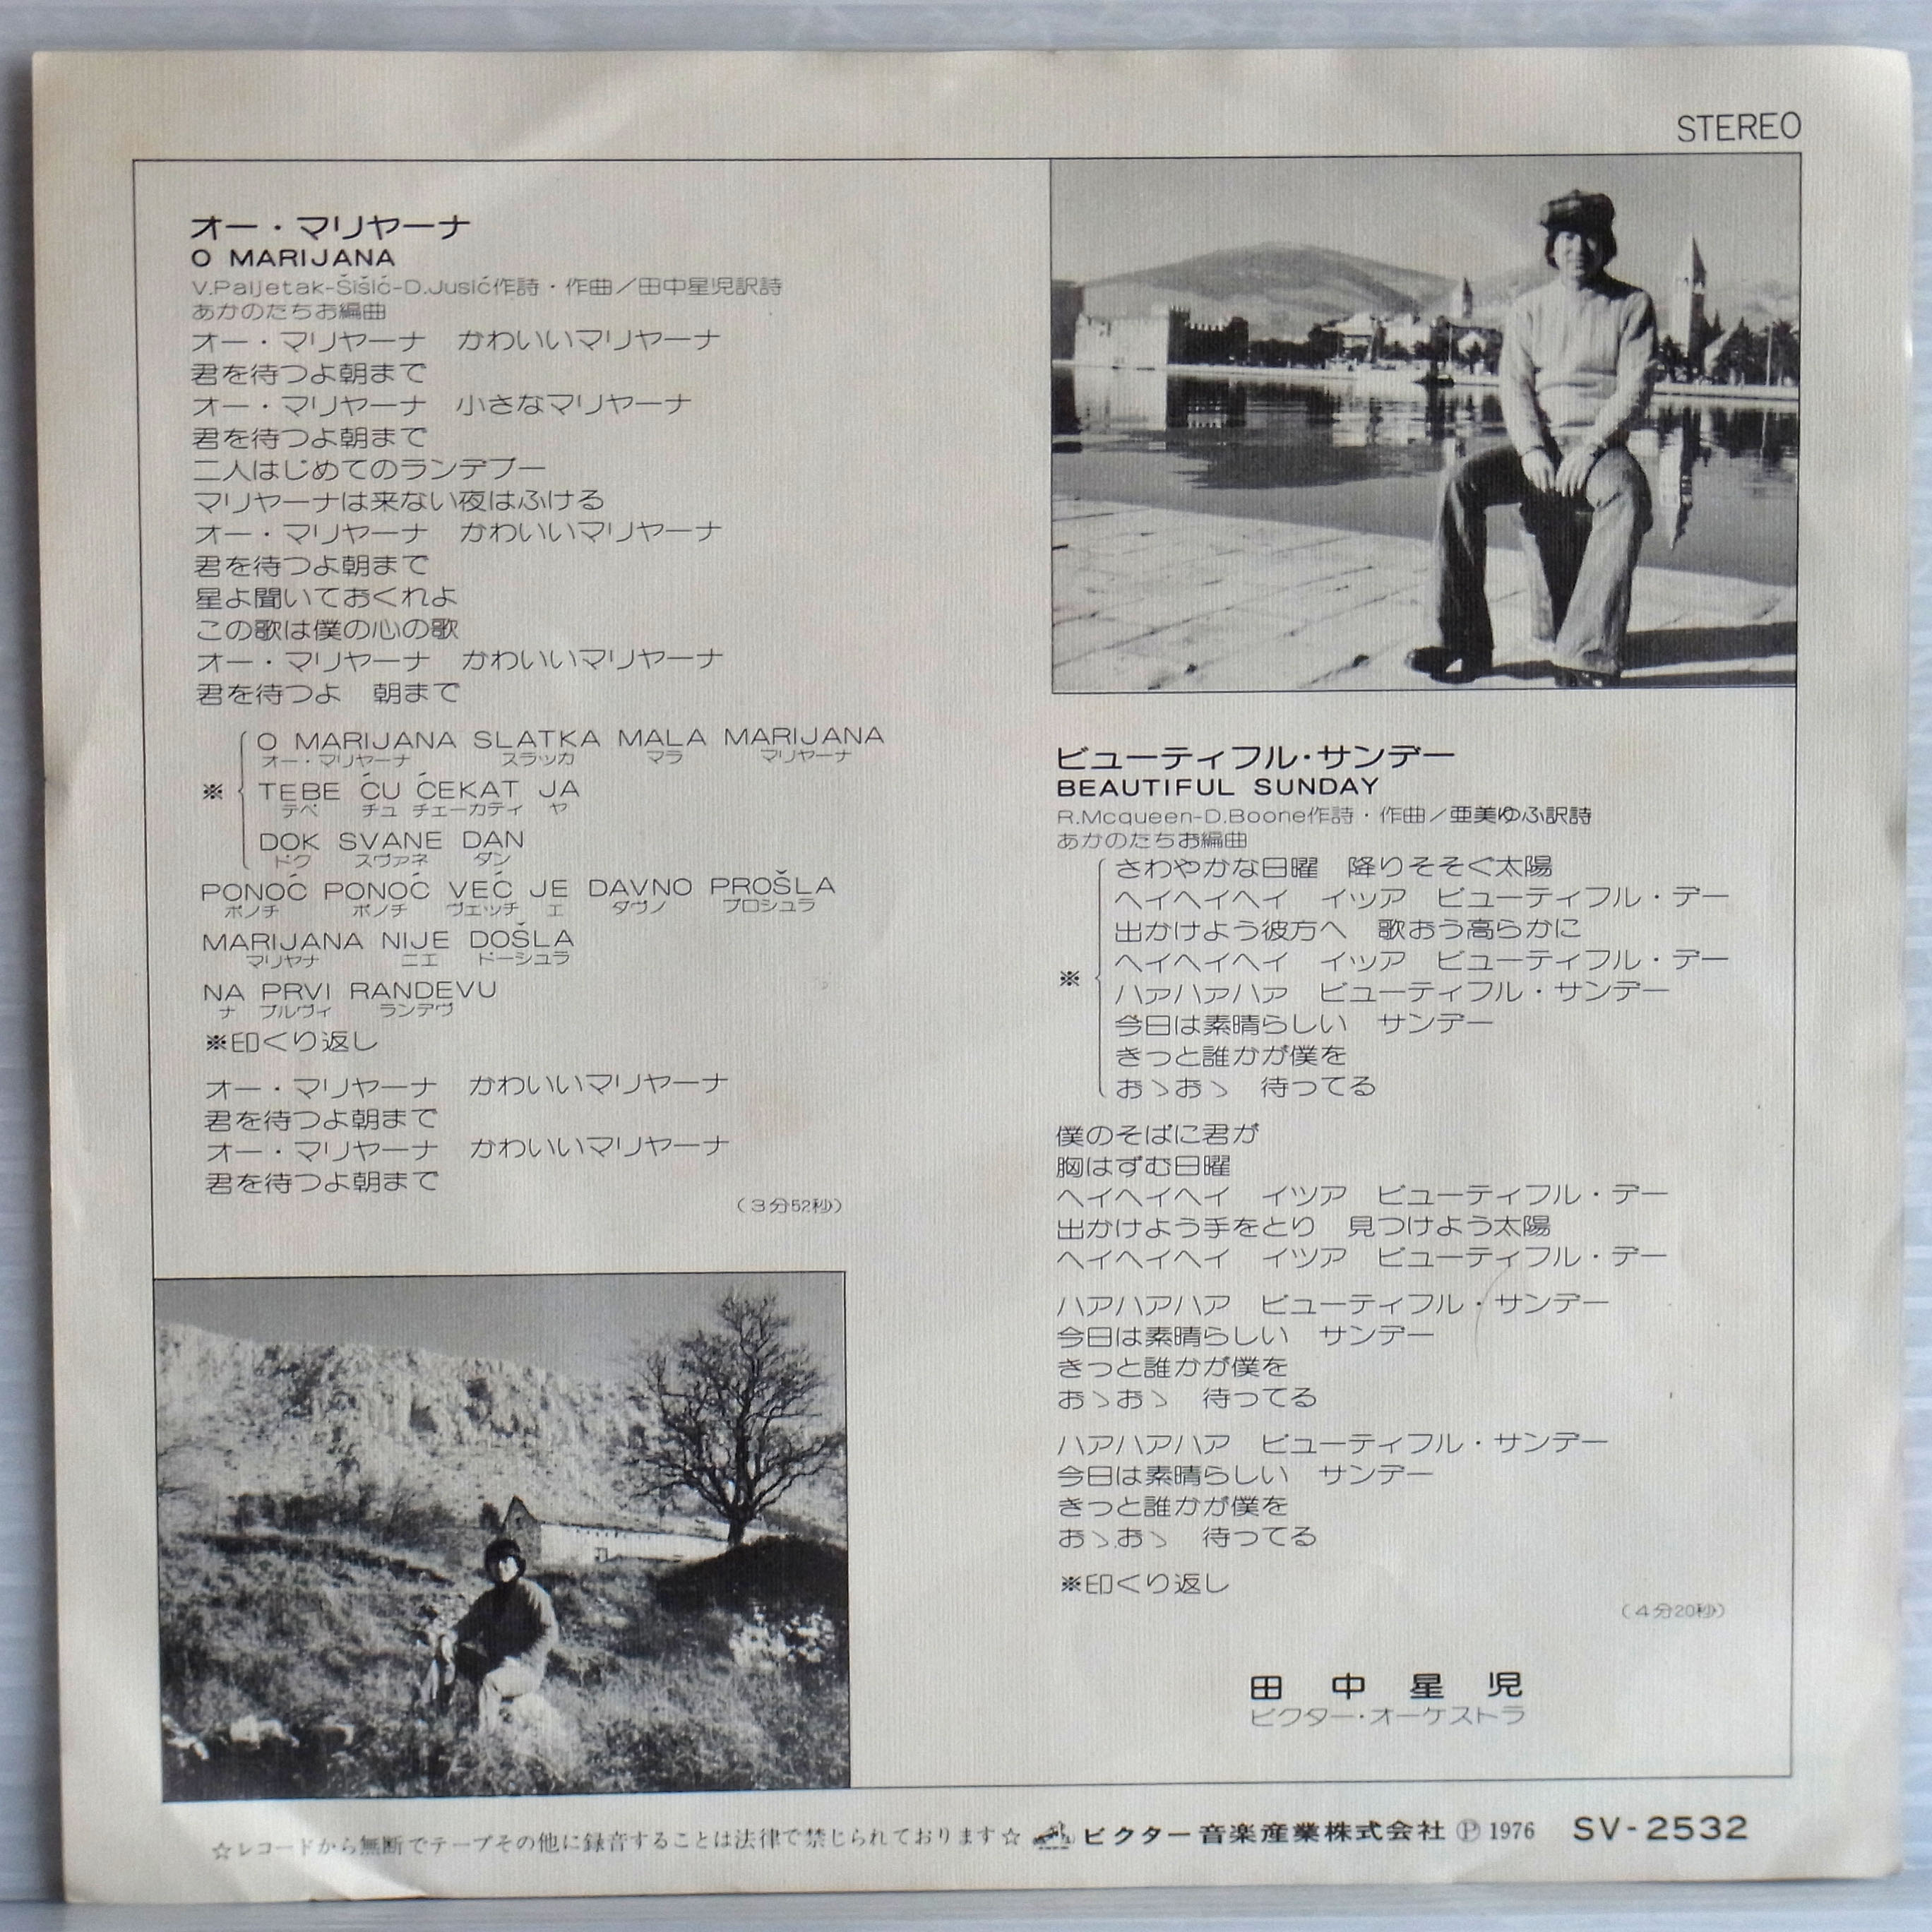 STEREO
オー・マリヤーナ
O MARIJANA
V.Paljetak-Šišić-D.Jusić作詩・作曲／田中星児訳詩
あかのたちお編曲
オー・マリヤーナ　かわいいマリヤーナ
君を待つよ朝まで
オー・マリヤーナ　小さなマリヤーナ
君を待つよ朝まで
二人はじめてのランデブー
マリヤーナは来ない夜はふける
オー・マリヤーナ　かわいいマリヤーナ
君を待つよ朝まで
星よ聞いておくれよ
この歌は僕の心の歌
オー・マリヤーナ　かわいいマリヤーナ
君を待つよ　朝まで
O MARIJANA SLATKA MALA MARIJANA
オー・マリヤーナ　スラッカ　マラ　マリヤーナ
※
TEBE ĆU ĆEKAT JA
テベ　チュ　チェーカティ　ヤ
DOK SVANE DAN
ドク　スヴァネ　ダン
PONOĆ PONOĆ VEĆ JE DAVNO PROŠLA
ポノチ　ポノチ　ヴェッチ　エ　ダヴノ　プロシュラ
MARIJANA NIJE DOŠLA
マリヤナ　ニエ　ドーシュラ
NA PRVI RANDEVU
ナ　プルヴィ　ランデヴ
※印くり返し
オー・マリヤーナ　かわいいマリヤーナ
君を待つよ朝まで
オー・マリヤーナ　かわいいマリヤーナ
君を待つよ朝まで
（３分52秒）
ビューティフル・サンデー
BEAUTIFUL SUNDAY
R.Mcqueen-D.Boone作詩・作曲／亜美ゆふ訳詩
あかのたちお編曲
さわやかな日曜　降りそそぐ太陽
ヘイヘイヘイ　イッア　ビューティフル・デー
出かけよう彼方へ　歌おう高らかに
ヘイヘイヘイ　イッア　ビューティフル・デー
※
ハァハァハァ　ビューティフル・サンデー
今日は素晴らしい　サンデー
きっと誰かが僕を
おゝおゝ　待ってる
僕のそばに君が
胸はずむ日曜
ヘイヘイヘイ　イツア　ビューティフル・デー
出かけよう手をとり　見つけよう太陽
ヘイヘイヘイ　イツア　ビューティフル・デー
ハアハアハア　ビューティフル・サンデー
今日は素晴らしい　サンデー
きっと誰かが僕を
おゝおゝ　待ってる
ハアハアハア　ビューティフル・サンデー
今日は素晴らしい　サンデー
きっと誰かが僕を
おゝおゝ　待ってる
※印くり返し
（４分20秒）
田中星児
ビクター・オーケストラ
☆レコードから無断でテープその他に録音することは法律で禁じられております☆ ビクター音楽産業株式会社 Ⓟ 1976 SV-2532